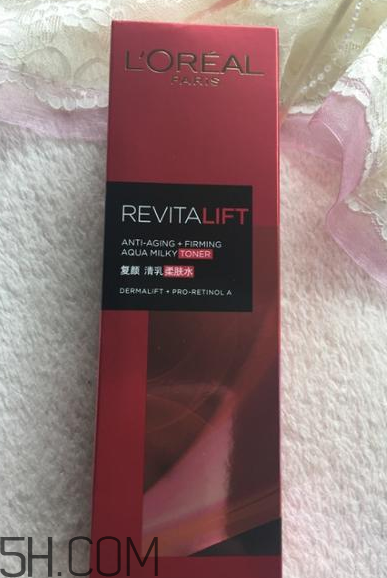 L'ORÉAL
PARIS
REVITALIFT
ANTI-AGING + FIRMING
AQUA MILKY TONER
复颜 清乳柔肤水
DERMALIFT + PRO-RETINOL A
5H.COM